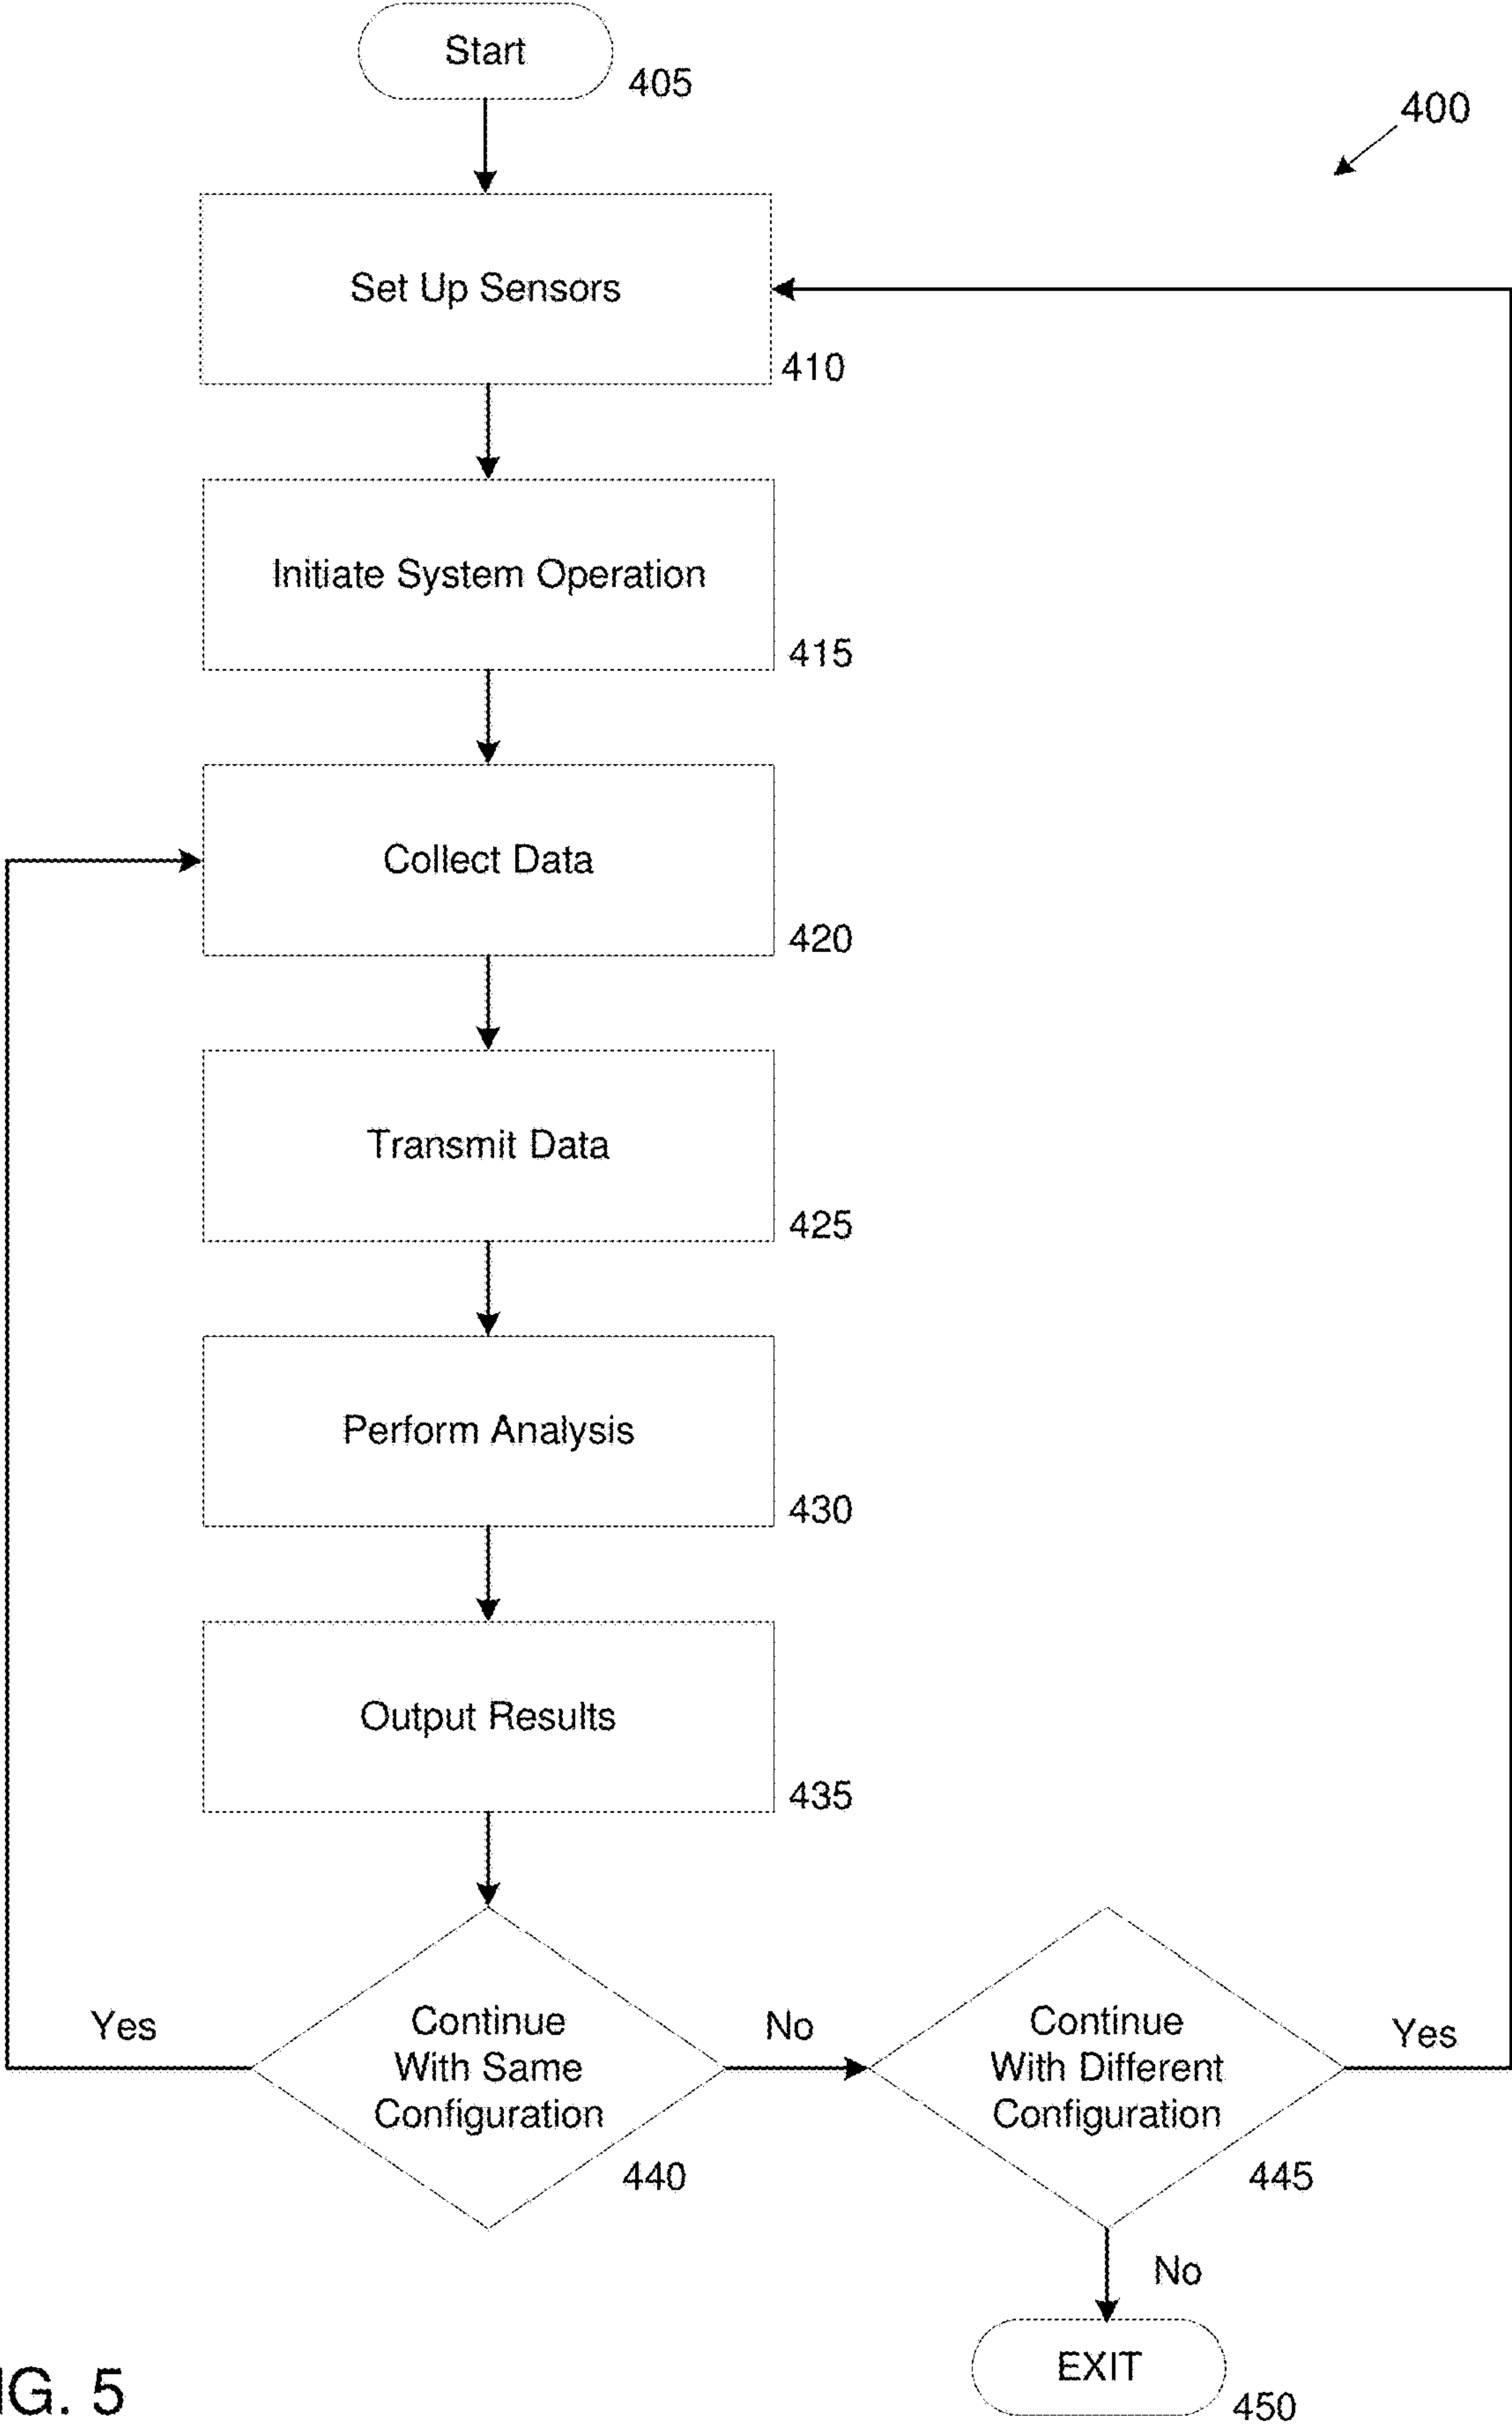 Start
405
400
Set Up Sensors
410
Initiate System Operation
415
Collect Data
420
Transmit Data
425
Perform Analysis
430
Output Results
435
Yes
Continue
With Same
Configuration
440
No
Continue
With Different
Configuration
445
Yes
No
EXIT
450
IG. 5